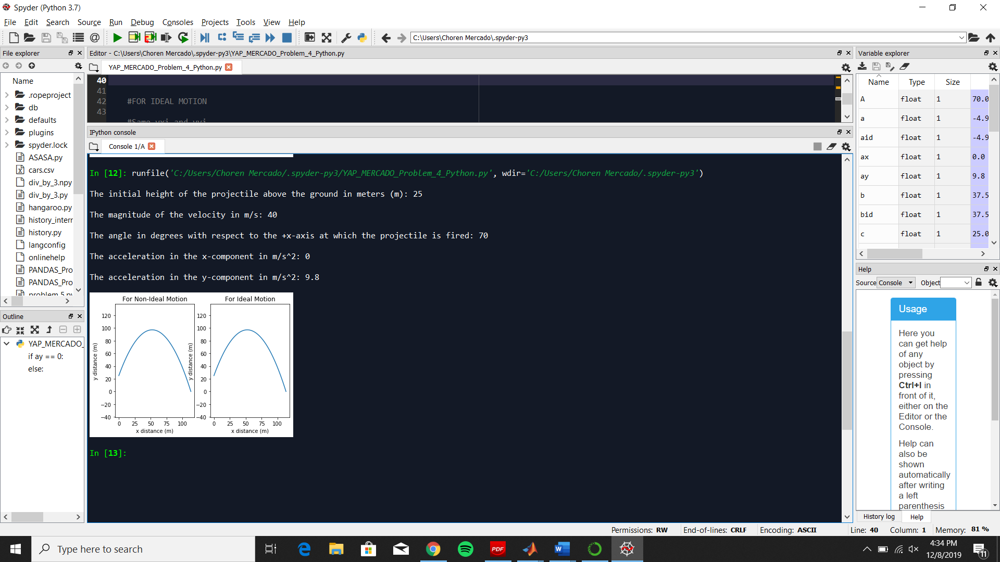 Spyder (Python 3.7)
File Edit Search Source Run Debug Consoles Projects Tools View Help
C:\Users\Choren Mercado\.spyder-py3
File explorer
Name
.ropeproject
db
defaults
plugins
spyder.lock
ASASA.py
cars.csv
div_by_3.npy
div_by_3.py
hangaroo.py
history_interr
history.py
langconfig
onlinehelp
PANDAS_Pro
PANDAS_Pro
problem 5.py
Outline
YAP_MERCADO_
if ay == 0:
else:
Editor - C:\Users\Choren Mercado\.spyder-py3\YAP_MERCADO_Problem_4_Python.py
YAP_MERCADO_Problem_4_Python.py
40
41
42 #FOR IDEAL MOTION
43
#Same vxi and vyi
IPython console
Console 1/A
In [12]: runfile('C:/Users/Choren Mercado/.spyder-py3/YAP_MERCADO_Problem_4_Python.py', wdir='C:/Users/Choren Mercado/.spyder-py3')
The initial height of the projectile above the ground in meters (m): 25
The magnitude of the velocity in m/s: 40
The angle in degrees with respect to the +x-axis at which the projectile is fired: 70
The acceleration in the x-component in m/s^2: 0
The acceleration in the y-component in m/s^2: 9.8
For Non-Ideal Motion
y distance (m)
120
100
80
60
40
20
0
−20
−40
0 25 50 75 100
x distance (m)
For Ideal Motion
y distance (m)
120
100
80
60
40
20
0
−20
−40
0 25 50 75 100
x distance (m)
In [13]:
Variable explorer
Name Type Size
A float 1 70.0
a float 1 -4.9
aid float 1 -4.9
ax float 1 0.0
ay float 1 9.8
b float 1 37.5
bid float 1 37.5
c float 1 25.0
Help
Source Console Object
Usage
Here you
can get help
of any
object by
pressing
Ctrl+I in
front of it,
either on the
Editor or the
Console.
Help can
also be
shown
automatically
after writing
a left
parenthesis
History log Help
Permissions: RW End-of-lines: CRLF Encoding: ASCII Line: 40 Column: 1 Memory: 81 %
Type here to search
PDF
4:34 PM
12/8/2019
11